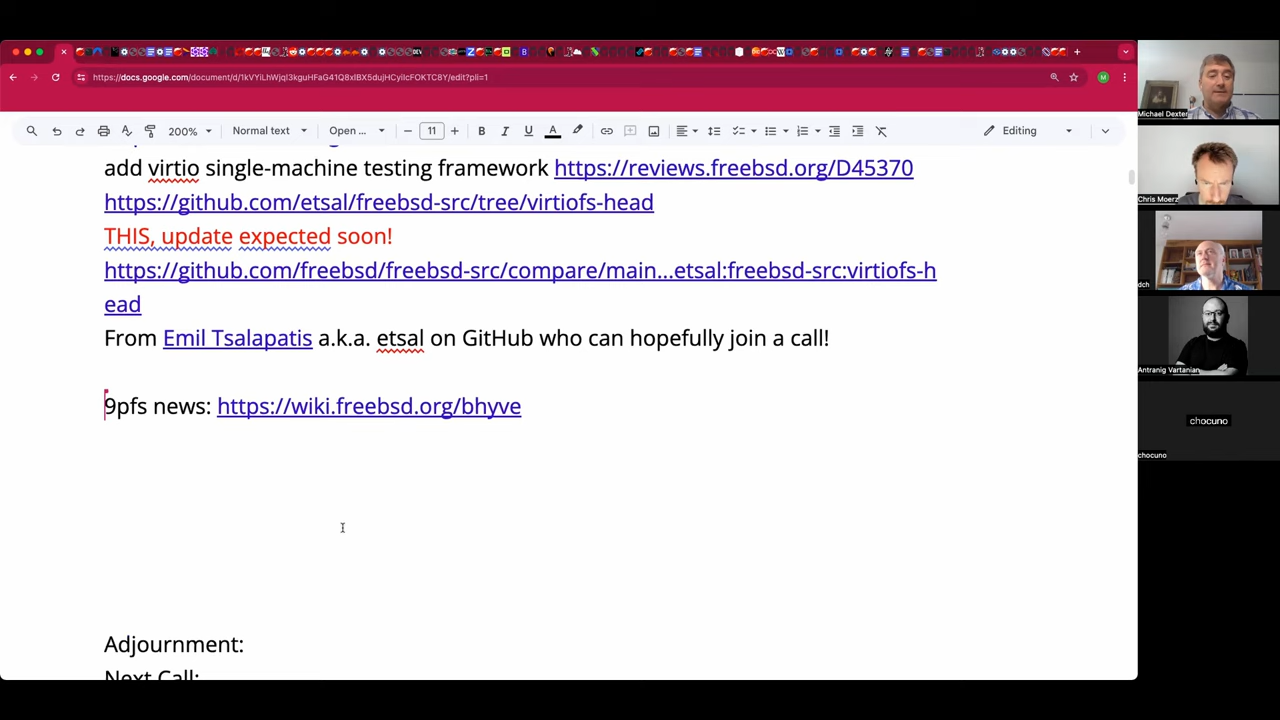 https://docs.google.com/document/d/1kVYiLhWjqI3kguHFaG41Q8xlBX5dujHCyilcFOKTC8Y/edit?pli=1
M
200%
Normal text
Open ...
11
B
I
U
A
Editing
add virtio single-machine testing framework https://reviews.freebsd.org/D45370
https://github.com/etsal/freebsd-src/tree/virtiofs-head
THIS, update expected soon!
https://github.com/freebsd/freebsd-src/compare/main...etsal:freebsd-src:virtiofs-h
ead
From Emil Tsalapatis a.k.a. etsal on GitHub who can hopefully join a call!
9pfs news: https://wiki.freebsd.org/bhyve
Adjournment:
Next Call:
Michael Dexter
Chris Moerz
dch
Antranig Vartanian
chocuno
chocuno